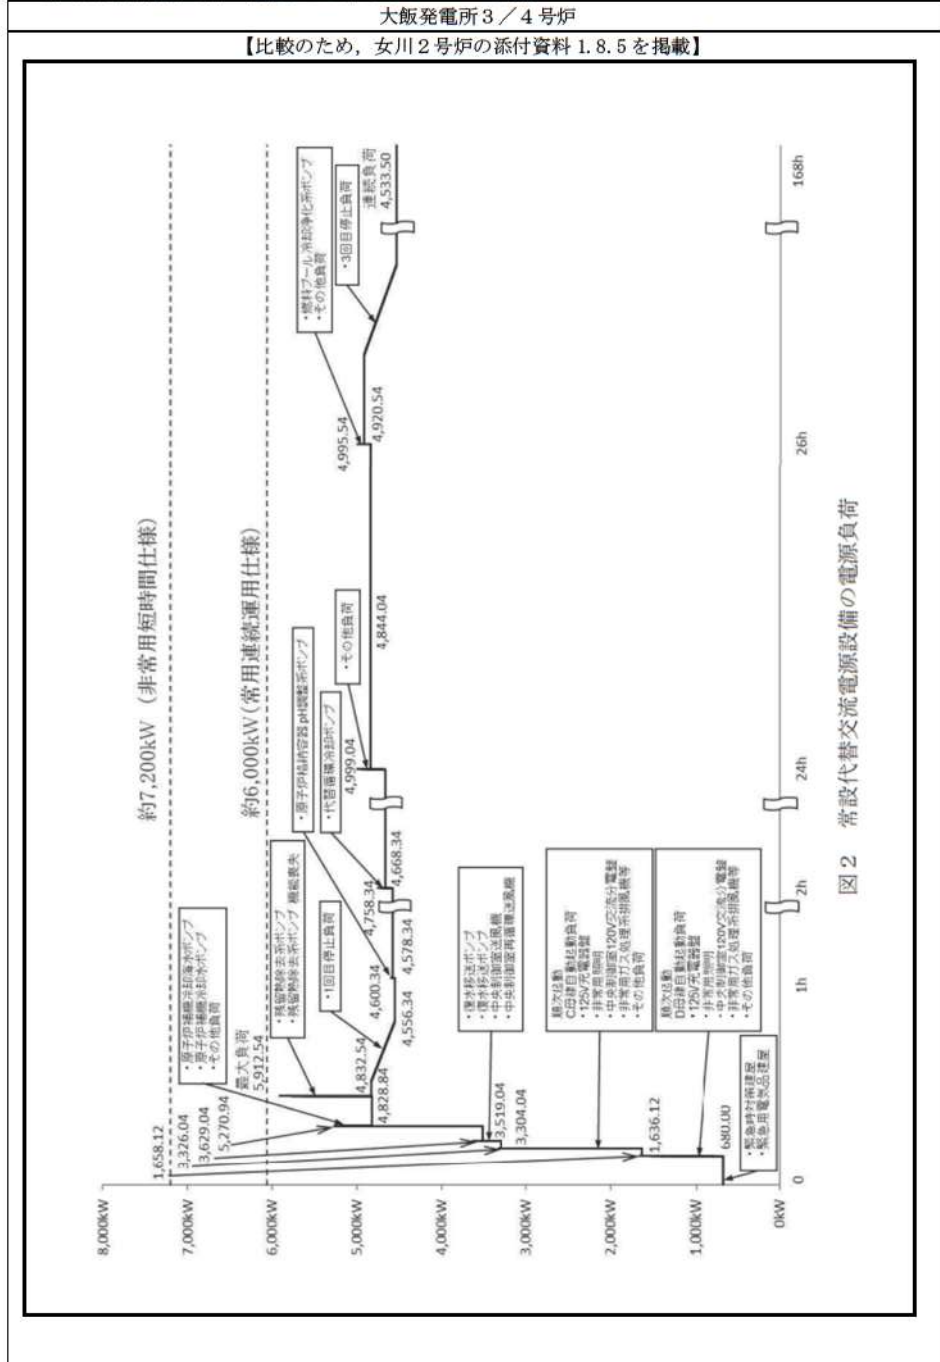 大飯発電所3／4号炉
【比較のため，女川2号炉の添付資料 1.8.5 を掲載】
約7,200kW （非常用短時間仕様）
約6,000kW（常用連続運用仕様）
8,000kW
7,000kW
6,000kW
5,000kW
4,000kW
3,000kW
2,000kW
1,000kW
0kW
1,658.12
3,326.04
3,629.04
5,270.94
最大負荷
5,912.54
・原子炉補機冷却海水ポンプ
・原子炉補機冷却水ポンプ
・その他負荷
・残留熱除去系ポンプ
・残留熱除去系ポンプ 機能喪失
・1回目停止負荷
・原子炉格納容器pH調整系ポンプ
・代替循環冷却ポンプ
・その他負荷
・燃料プール冷却浄化系ポンプ
・その他負荷
・3回目停止負荷
連続負荷
4,533.50
4,832.54
4,828.84
4,600.34
4,556.34
4,578.34
4,758.34
4,668.34
4,999.04
4,844.04
4,995.54
4,920.54
3,519.04
3,304.04
1,636.12
680.00
・復水移送ポンプ
・復水移送ポンプ
・中央制御室送風機
・中央制御室再循環送風機
順次起動
C母線自動起動負荷
・125V充電器盤
・非常用照明
・中央制御室120V交流分電盤
・非常用ガス処理系排風機等
・その他負荷
順次起動
D母線自動起動負荷
・125V充電器盤
・非常用照明
・中央制御室120V交流分電盤
・非常用ガス処理系排風機等
・その他負荷
・緊急時対策建屋
・緊急用電気品建屋
0
1h
2h
24h
26h
168h
図2 常設代替交流電源設備の電源負荷